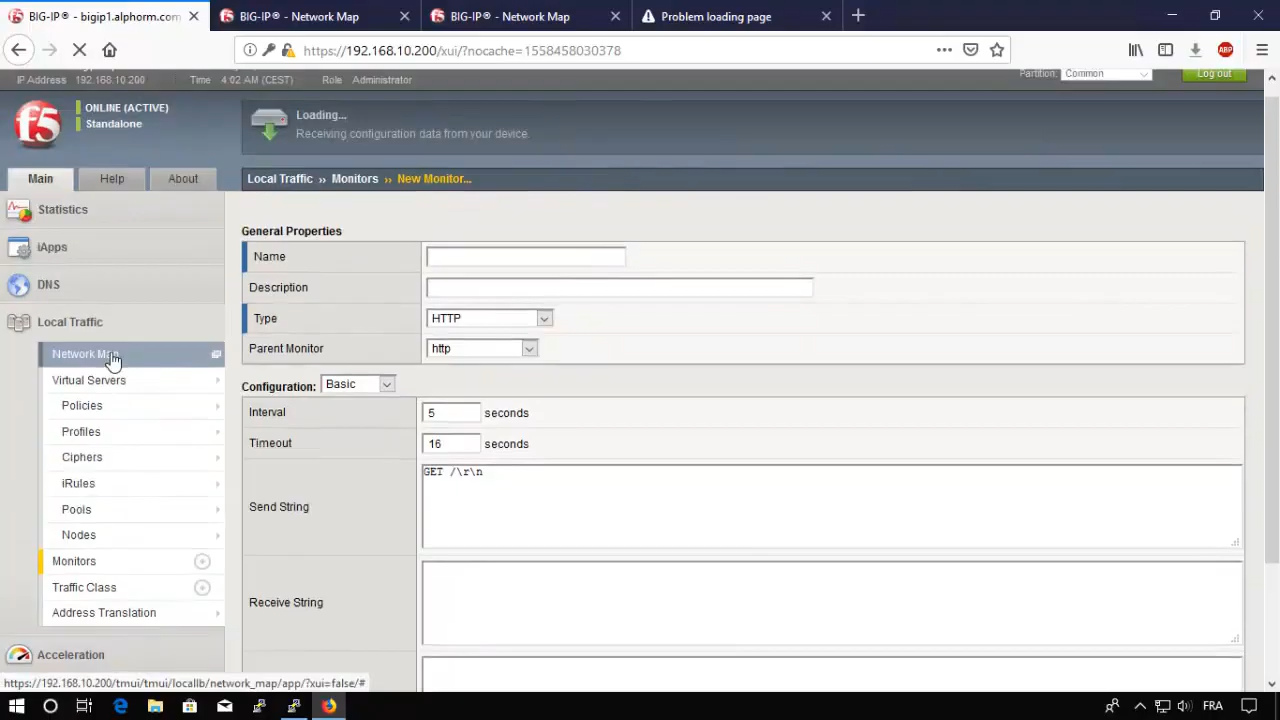 BIG-IP® - bigip1.alphorm.com
BIG-IP® - Network Map
BIG-IP® - Network Map
Problem loading page
https://192.168.10.200/xui/?nocache=1558458030378
IP Address 192.168.10.200 Time 4:02 AM (CEST) Role Administrator
Partition: Common Log out
f5
ONLINE (ACTIVE)
Standalone
Loading...
Receiving configuration data from your device.
Main Help About
Local Traffic » Monitors » New Monitor...
Statistics
iApps
DNS
Local Traffic
Network Map
Virtual Servers
Policies
Profiles
Ciphers
iRules
Pools
Nodes
Monitors
Traffic Class
Address Translation
Acceleration
General Properties
Name
Description
Type HTTP
Parent Monitor http
Configuration: Basic
Interval 5 seconds
Timeout 16 seconds
Send String GET /\r\n
Receive String
https://192.168.10.200/tmui/tmui/locallb/network_map/app/?xui=false/#
ABP
FRA